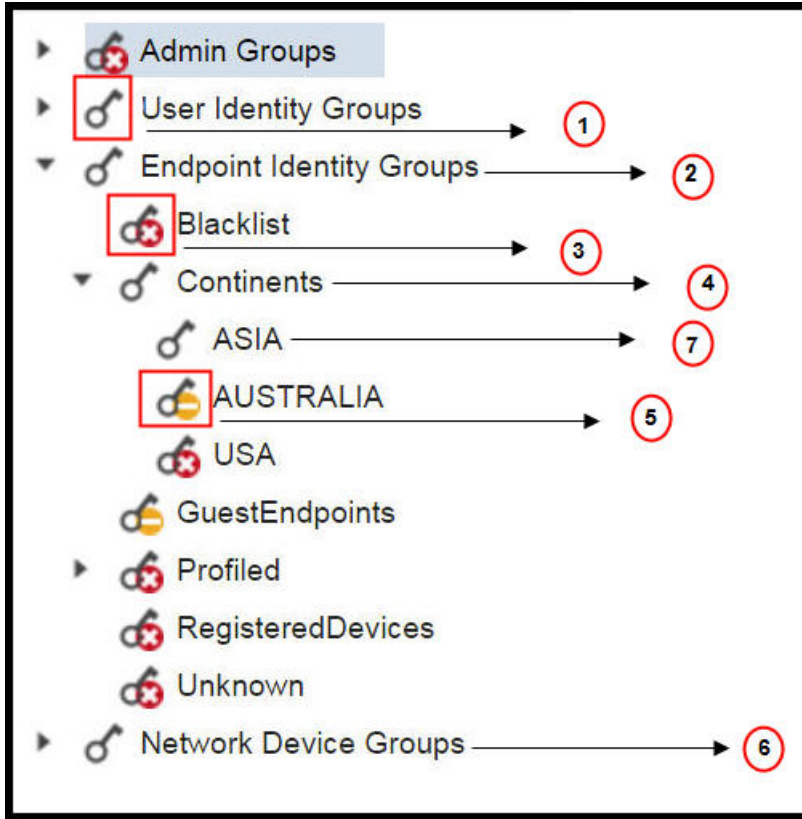 Admin Groups
User Identity Groups 1
Endpoint Identity Groups 2
Blacklist 3
Continents 4
ASIA 7
AUSTRALIA 5
USA
GuestEndpoints
Profiled
RegisteredDevices
Unknown
Network Device Groups 6